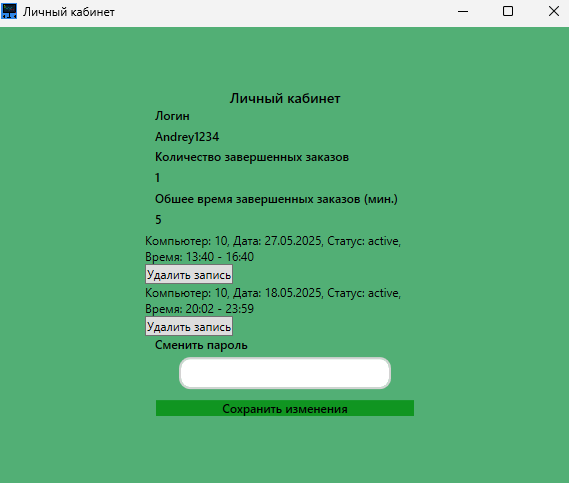 Личный кабинет
Личный кабинет
Логин
Andrey1234
Количество завершенных заказов
1
Обшее время завершенных заказов (мин.)
5
Компьютер: 10, Дата: 27.05.2025, Статус: active,
Время: 13:40 - 16:40
Удалить запись
Компьютер: 10, Дата: 18.05.2025, Статус: active,
Время: 20:02 - 23:59
Удалить запись
Сменить пароль
Сохранить изменения